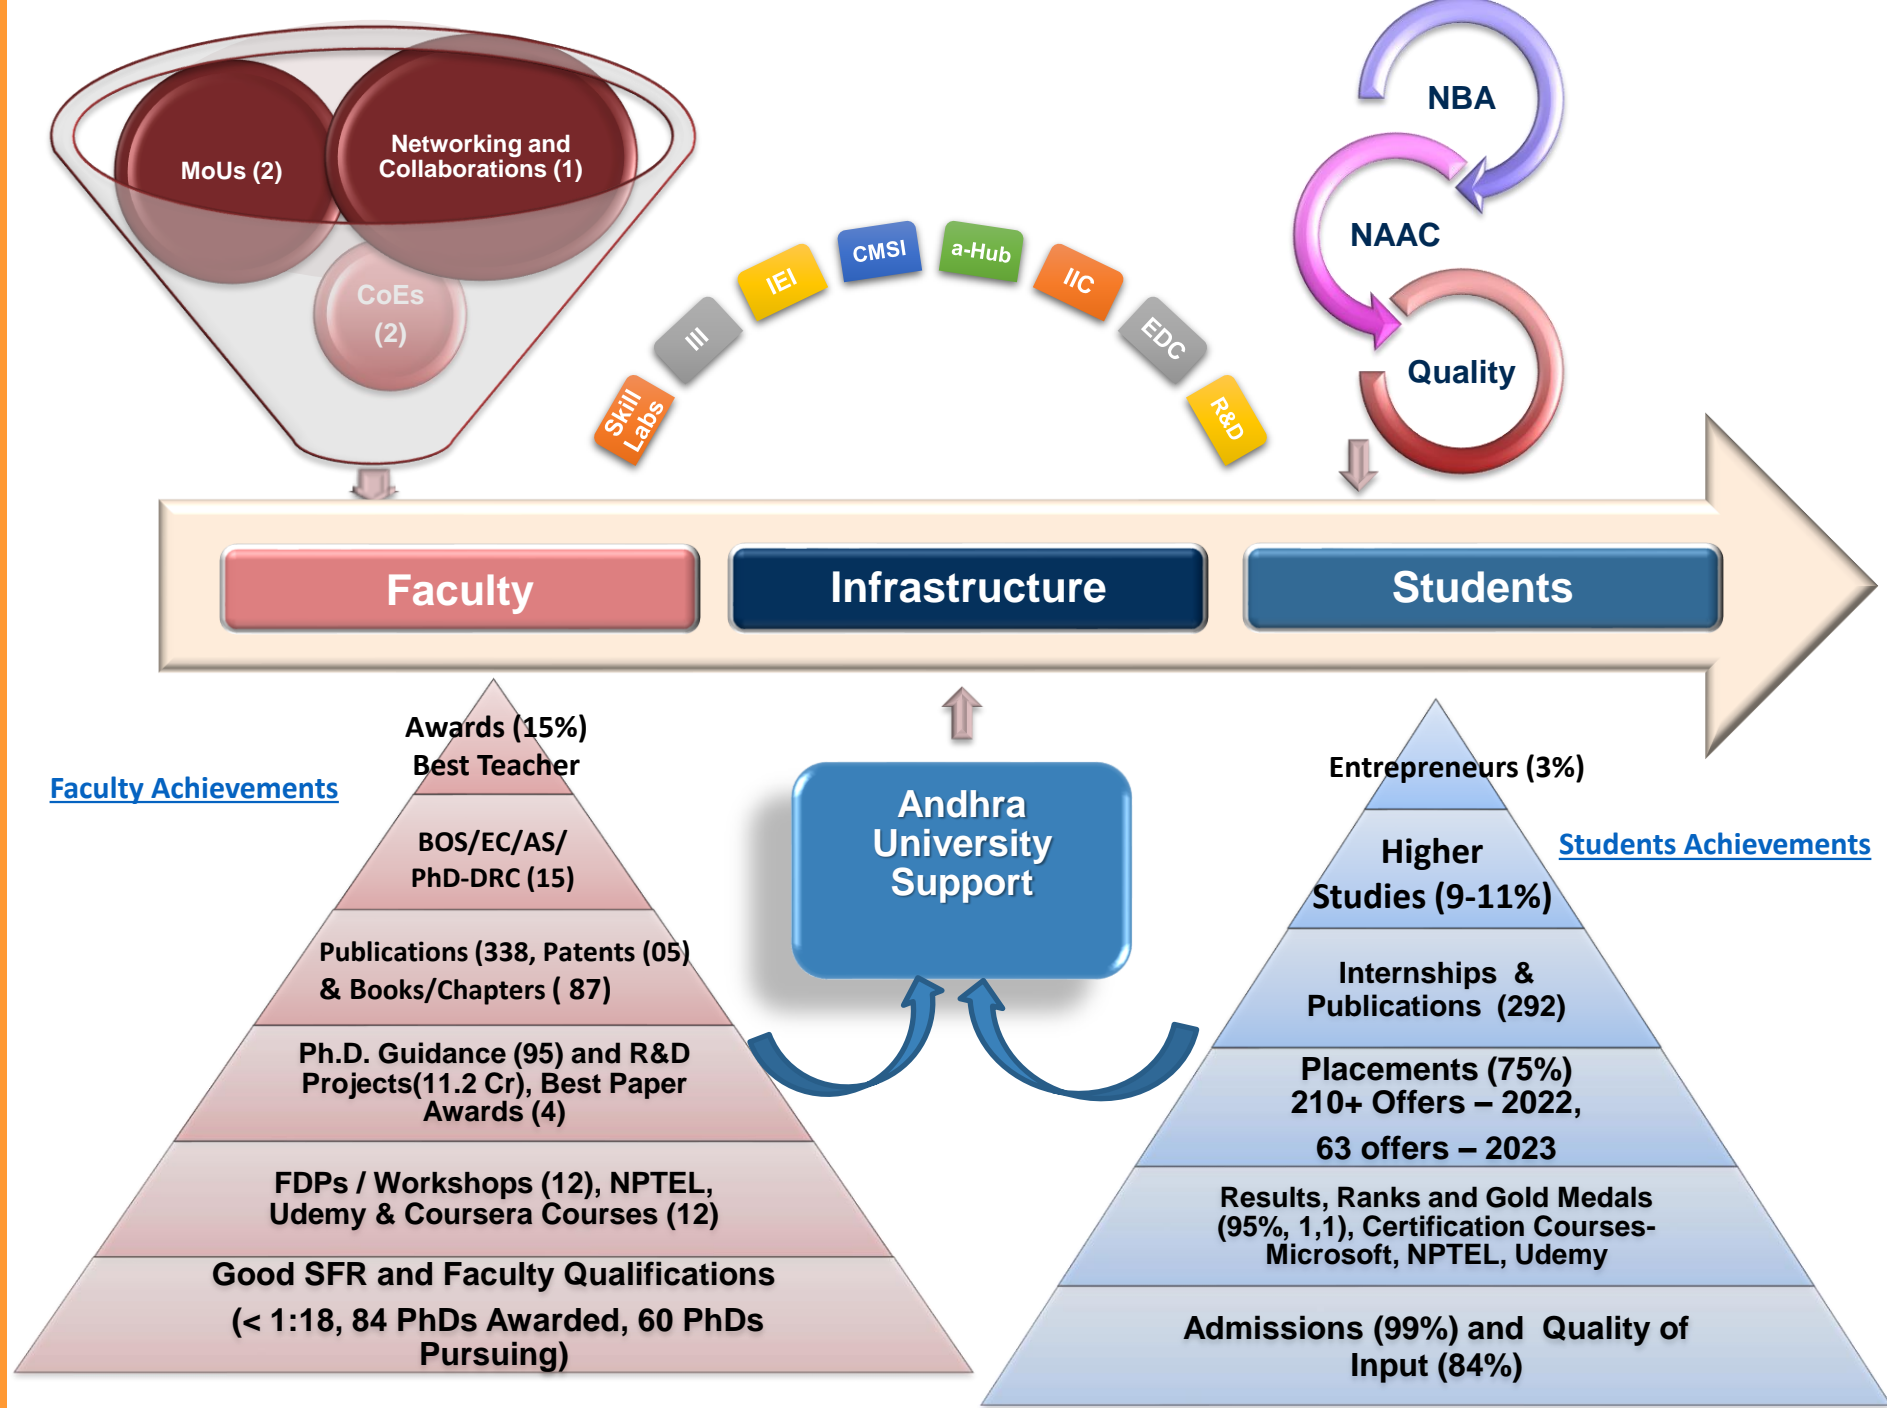 MoUs (2)
Networking and
Collaborations (1)
CoEs
(2)
Skill
Labs
III
IEI
CMSI
a-Hub
IIC
EDC
R&D
NBA
NAAC
Quality
Faculty
Infrastructure
Students
Faculty Achievements
Awards (15%)
Best Teacher
BOS/EC/AS/
PhD-DRC (15)
Publications (338, Patents (05)
& Books/Chapters ( 87)
Ph.D. Guidance (95) and R&D
Projects(11.2 Cr), Best Paper
Awards (4)
FDPs / Workshops (12), NPTEL,
Udemy & Coursera Courses (12)
Good SFR and Faculty Qualifications
(< 1:18, 84 PhDs Awarded, 60 PhDs
Pursuing)
Andhra
University
Support
Students Achievements
Entrepreneurs (3%)
Higher
Studies (9-11%)
Internships &
Publications (292)
Placements (75%)
210+ Offers – 2022,
63 offers – 2023
Results, Ranks and Gold Medals
(95%, 1,1), Certification Courses-
Microsoft, NPTEL, Udemy
Admissions (99%) and Quality of
Input (84%)